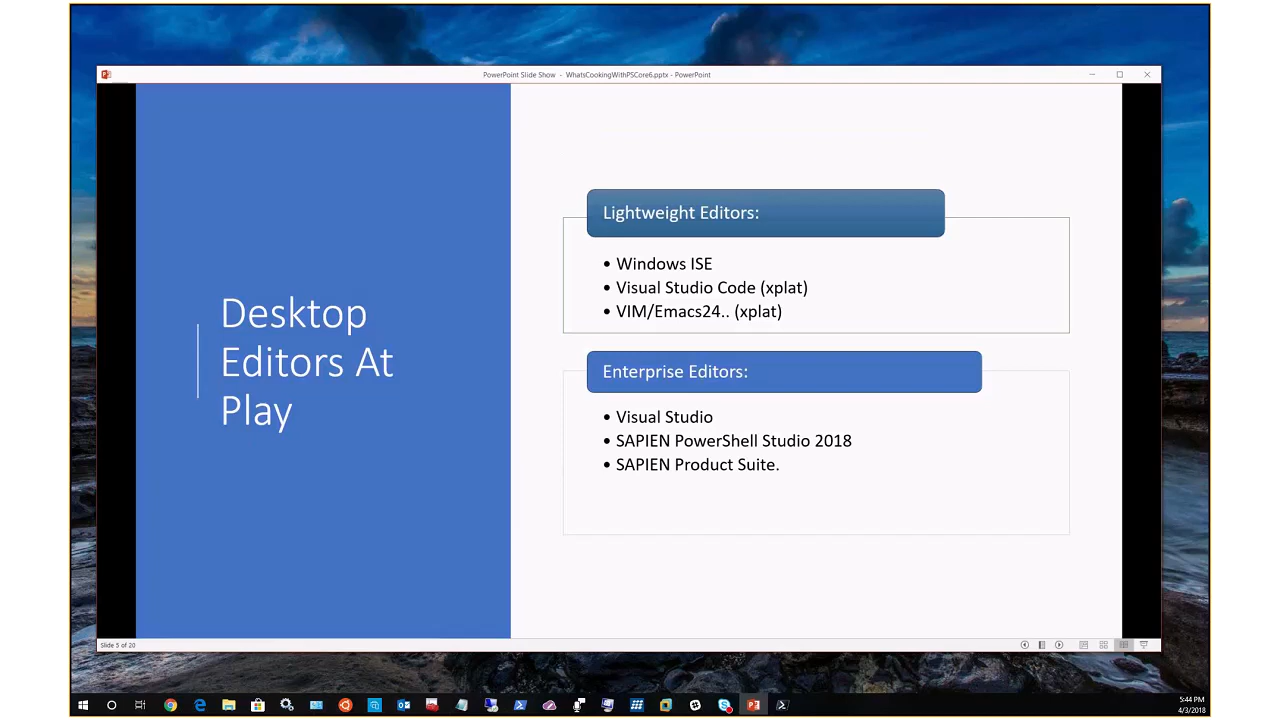 PowerPoint Slide Show - WhatsCookingWithPSCore6.pptx - PowerPoint
Desktop
Editors At
Play
Lightweight Editors:
• Windows ISE
• Visual Studio Code (xplat)
• VIM/Emacs24.. (xplat)
Enterprise Editors:
• Visual Studio
• SAPIEN PowerShell Studio 2018
• SAPIEN Product Suite.
Slide 5 of 20
5:44 PM
4/3/2018